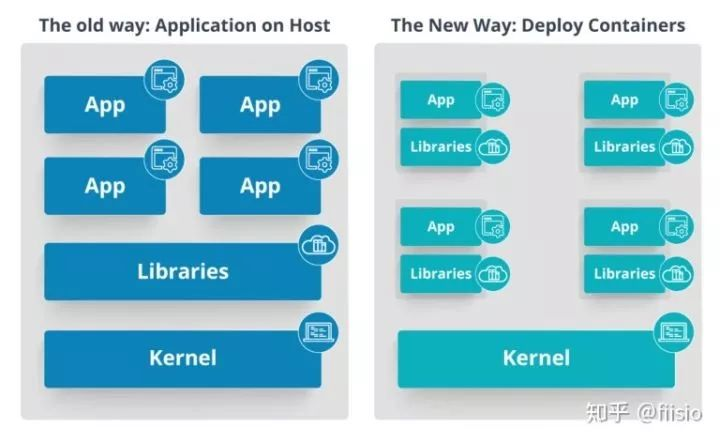 The old way: Application on Host
App
App
App
App
Libraries
Kernel
The New Way: Deploy Containers
App
Libraries
App
Libraries
App
Libraries
App
Libraries
Kernel
知乎 @fiisio